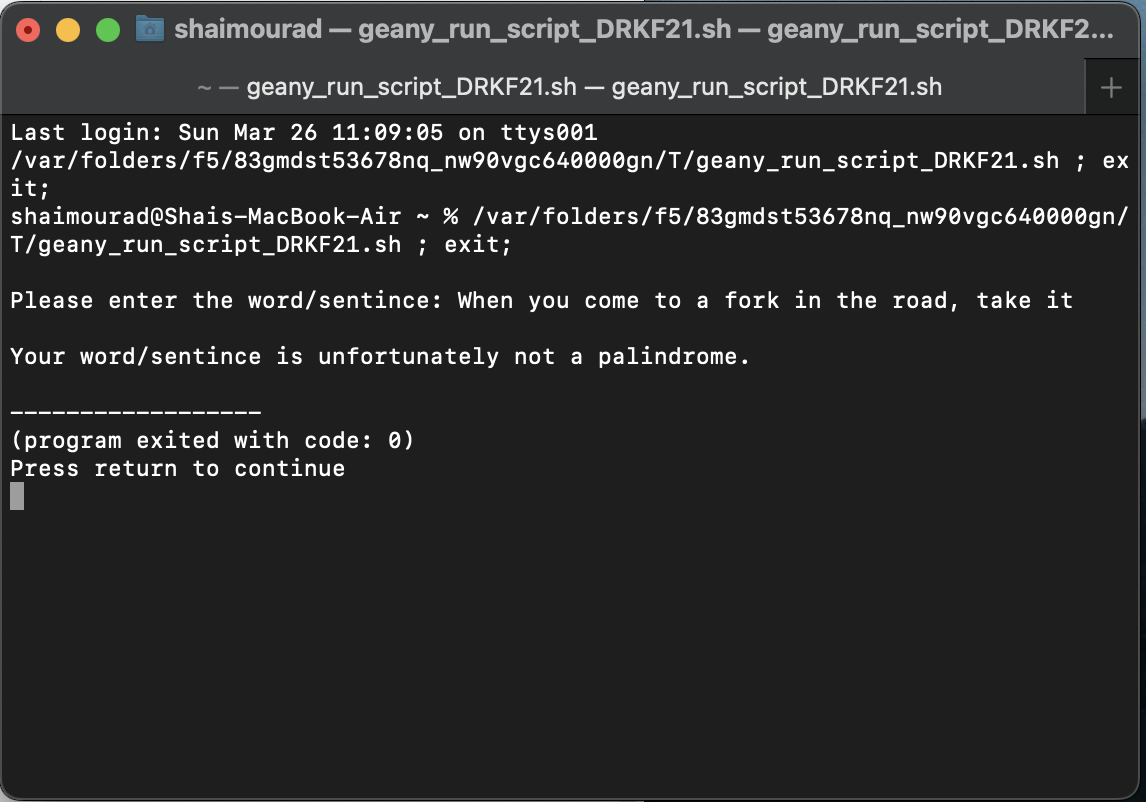 shaimourad — geany_run_script_DRKF21.sh — geany_run_script_DRKF2...
~ — geany_run_script_DRKF21.sh — geany_run_script_DRKF21.sh
+
Last login: Sun Mar 26 11:09:05 on ttys001
/var/folders/f5/83gmdst53678nq_nw90vgc640000gn/T/geany_run_script_DRKF21.sh ; ex
it;
shaimourad@Shais-MacBook-Air ~ % /var/folders/f5/83gmdst53678nq_nw90vgc640000gn/
T/geany_run_script_DRKF21.sh ; exit;
Please enter the word/sentince: When you come to a fork in the road, take it
Your word/sentince is unfortunately not a palindrome.
------------------
(program exited with code: 0)
Press return to continue